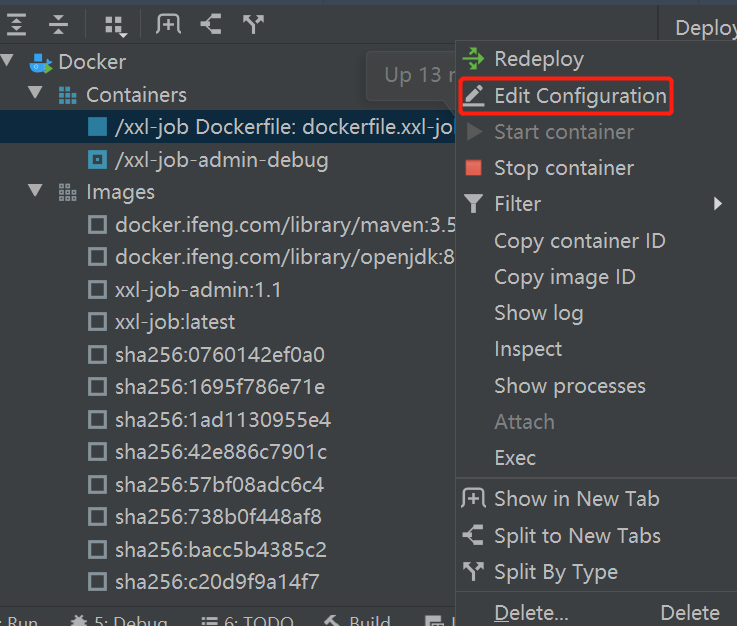 Deploy
Docker
Up 13
Redeploy
Containers
Edit Configuration
/xxl-job Dockerfile: dockerfile.xxl-jo
Start container
/xxl-job-admin-debug
Stop container
Images
Filter
docker.ifeng.com/library/maven:3.5
Copy container ID
docker.ifeng.com/library/openjdk:8
Copy image ID
xxl-job-admin:1.1
Show log
xxl-job:latest
Inspect
sha256:0760142ef0a0
Show processes
sha256:1695f786e71e
Attach
sha256:1ad1130955e4
Exec
sha256:42e886c7901c
sha256:57bf08adc6c4
Show in New Tab
sha256:738b0f448af8
Split to New Tabs
sha256:bacc5b4385c2
Split By Type
sha256:c20d9f9a14f7
Delete... Delete
Run 5: Debug 6: TODO Build